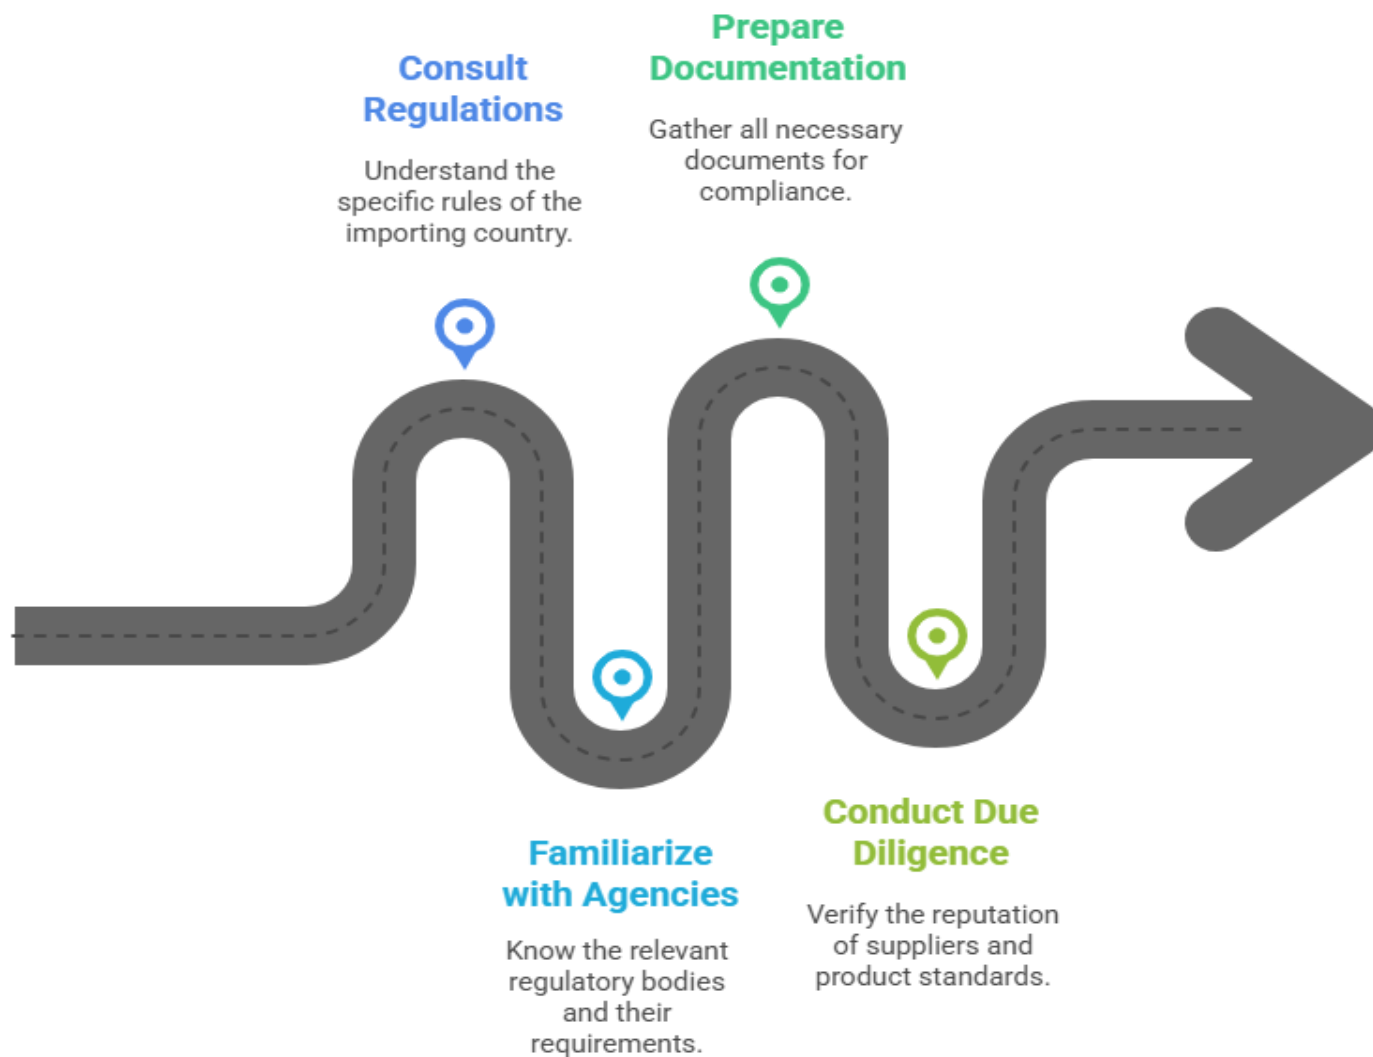 Consult
Regulations
Understand the
specific rules of the
importing country.
Familiarize
with Agencies
Know the relevant
regulatory bodies
and their
requirements.
Prepare
Documentation
Gather all necessary
documents for
compliance.
Conduct Due
Diligence
Verify the reputation
of suppliers and
product standards.